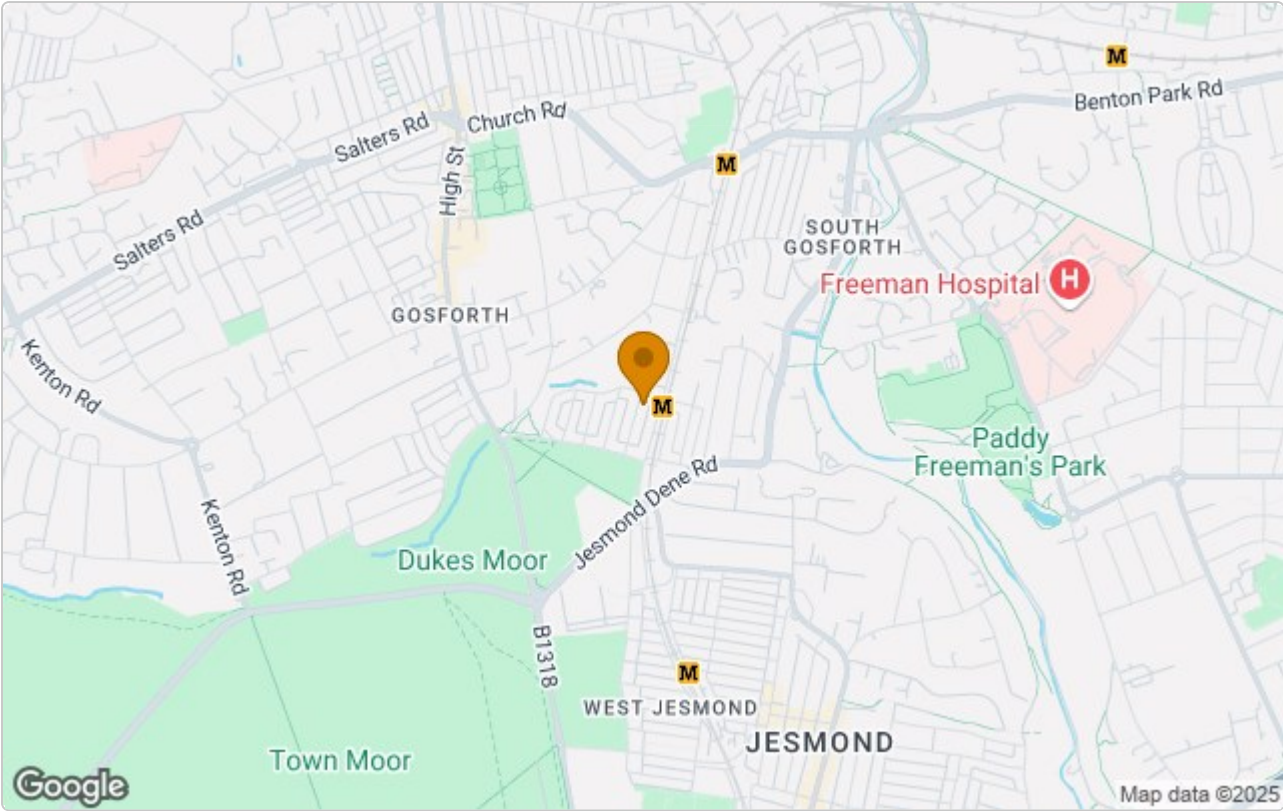 M
Benton Park Rd
Salters Rd
Church Rd
M
High St
Salters Rd
SOUTH
GOSFORTH
Freeman Hospital
H
GOSFORTH
Kenton Rd
M
Paddy
Freeman's Park
Jesmond Dene Rd
Kenton Rd
Dukes Moor
B1318
M
WEST JESMOND
JESMOND
Town Moor
Google
Map data ©2025